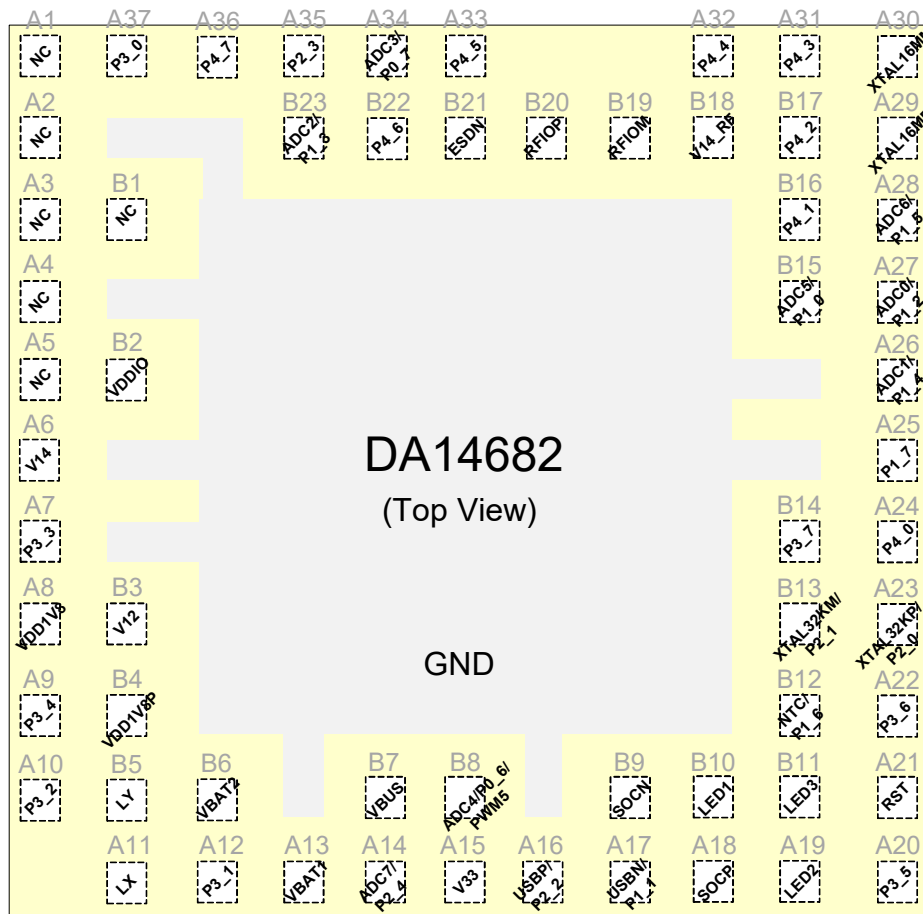 A1 A37 A36 A35 A34 A33 A32 A31 A30
NC P3_0 P4_7 P2_3 ADC3/ P0_7 P4_5 P4_4 P4_3
A2 B23 B22 B21 B20 B19 B18 B17 A29
NC ADC2/ P1_3 P4_6 ESDN RFIOP RFIOM V14_RF P4_2
A3 B1 B16 A28
NC NC P4_1 ADC6/ P1_5
A4 B15 A27
NC ADC5/ P1_0 ADC0/ P1_2
A5 B2 A26
NC VDDIO ADC1/ P1_4
A6 A25
V14 P1_7
DA14682
(Top View)
A7 B14 A24
P3_3 P3_7 P4_0
A8 B3 B13 A23
VDD1V8 V12 XTAL32KM/ P2_1 XTAL32KP/ P2_0
GND
A9 B4 B12 A22
P3_4 VDD1V8P NTC/ P1_6 P3_6
A10 B5 B6 B7 B8 B9 B10 B11 A21
P3_2 LY VBAT2 VBUS ADC4/P0_6/ PWM5 SOCN LED1 LED3 RST
A11 A12 A13 A14 A15 A16 A17 A18 A19 A20
LX P3_1 VBAT1 ADC7/ P2_4 V33 USBP/ P2_2 USBN/ P1_1 SOCP LED2 P3_5